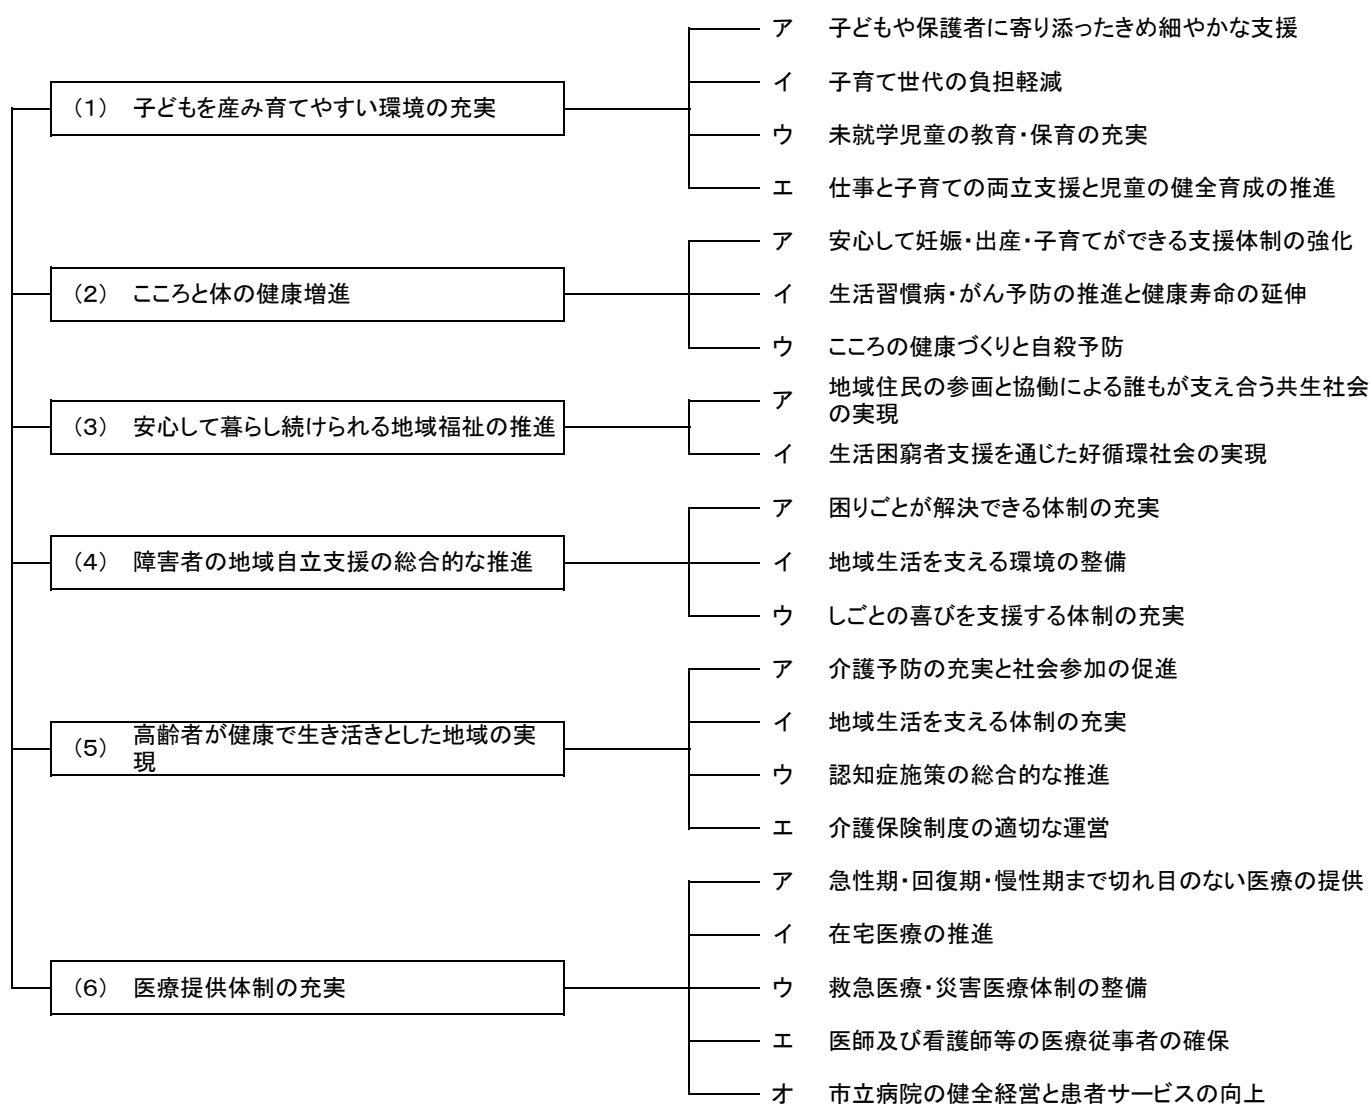 (1) 子どもを産み育てやすい環境の充実
ア 子どもや保護者に寄り添ったきめ細やかな支援
イ 子育て世代の負担軽減
ウ 未就学児童の教育・保育の充実
エ 仕事と子育ての両立支援と児童の健全育成の推進
(2) こころと体の健康増進
ア 安心して妊娠・出産・子育てができる支援体制の強化
イ 生活習慣病・がん予防の推進と健康寿命の延伸
ウ こころの健康づくりと自殺予防
(3) 安心して暮らし続けられる地域福祉の推進
ア 地域住民の参画と協働による誰もが支え合う共生社会
の実現
イ 生活困窮者支援を通じた好循環社会の実現
(4) 障害者の地域自立支援の総合的な推進
ア 困りごとが解決できる体制の充実
イ 地域生活を支える環境の整備
ウ しごとの喜びを支援する体制の充実
(5) 高齢者が健康で生き活きとした地域の実
現
ア 介護予防の充実と社会参加の促進
イ 地域生活を支える体制の充実
ウ 認知症施策の総合的な推進
エ 介護保険制度の適切な運営
(6) 医療提供体制の充実
ア 急性期・回復期・慢性期まで切れ目のない医療の提供
イ 在宅医療の推進
ウ 救急医療・災害医療体制の整備
エ 医師及び看護師等の医療従事者の確保
オ 市立病院の健全経営と患者サービスの向上